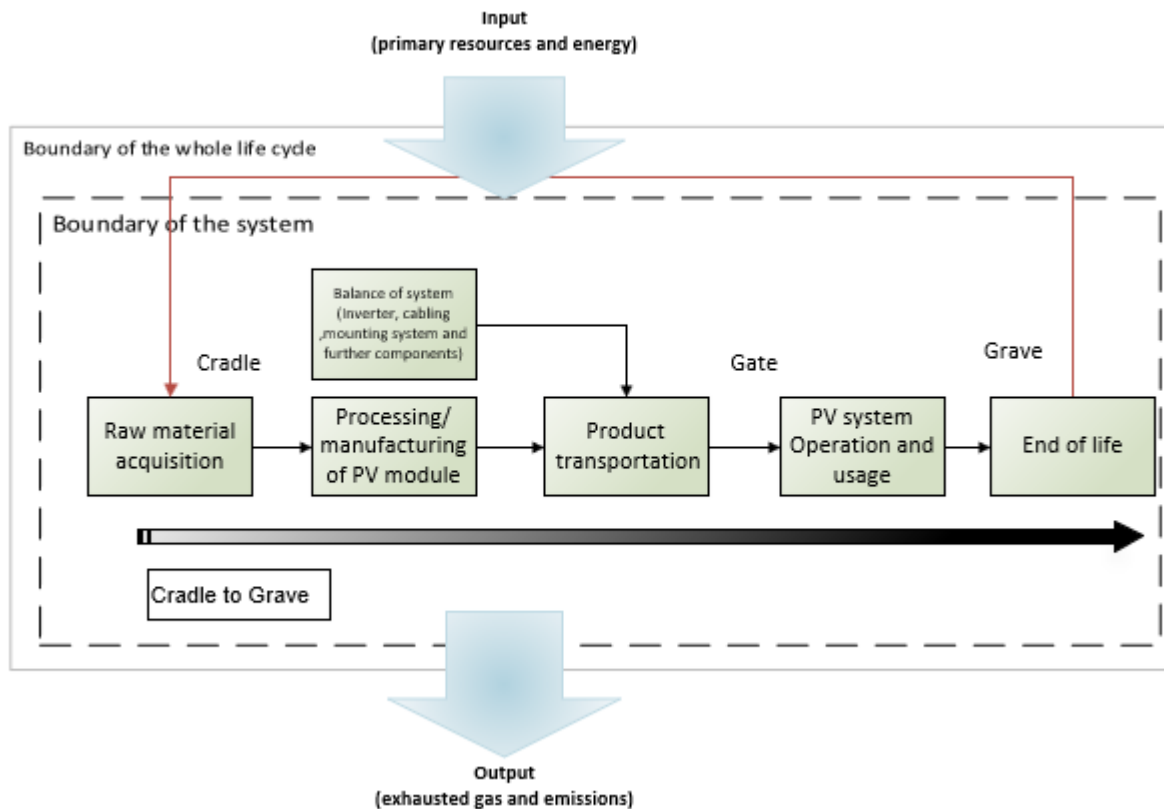 Input
(primary resources and energy)
Boundary of the whole life cycle
Boundary of the system
Balance of system
(Inverter, cabling
,mounting system and
further components)
Cradle
Gate
Grave
Raw material
acquisition
Processing/
manufacturing
of PV module
Product
transportation
PV system
Operation and
usage
End of life
Cradle to Grave
Output
(exhausted gas and emissions)